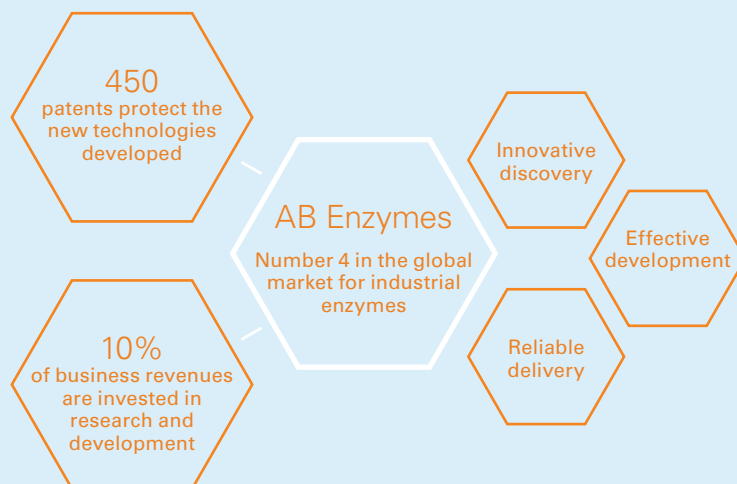 450
patents protect the
new technologies
developed
AB Enzymes
Number 4 in the global
market for industrial
enzymes
10%
of business revenues
are invested in
research and
development
Innovative
discovery
Effective
development
Reliable
delivery